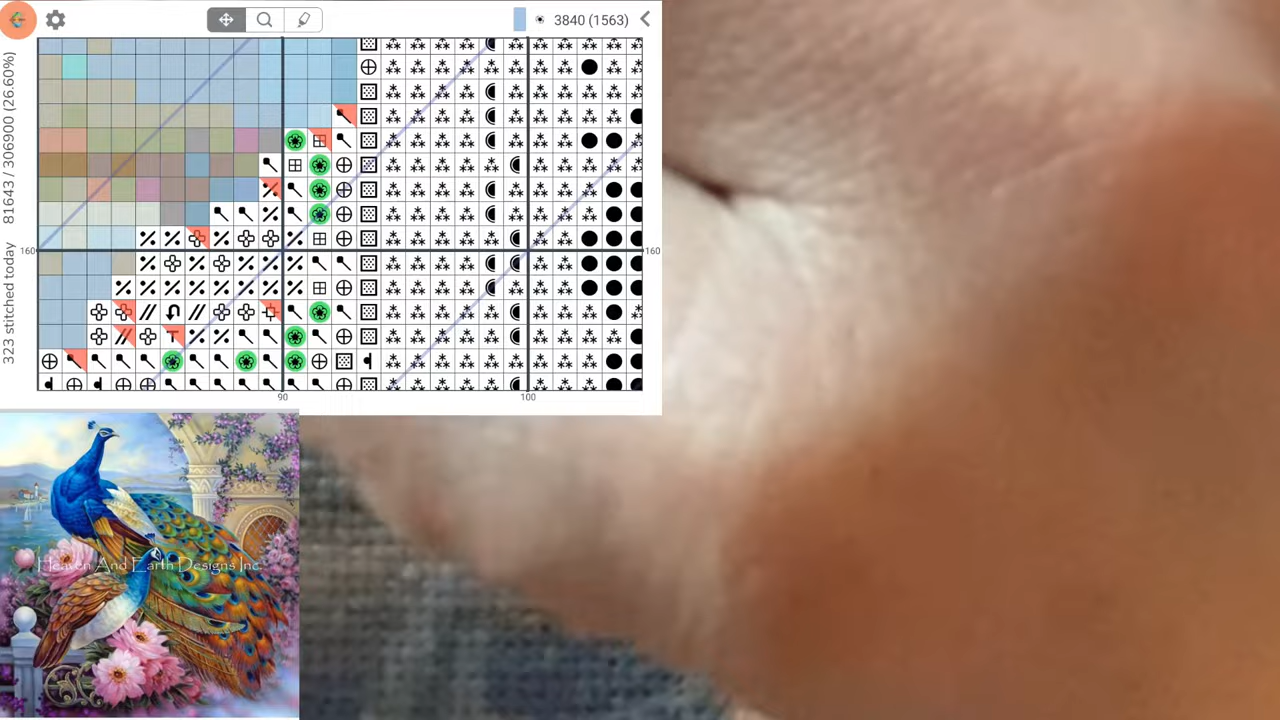 3840 (1563)
323 stitched today 81643 / 306900 (26.60%)
160
160
90
100
Heaven And Earth Designs Inc.